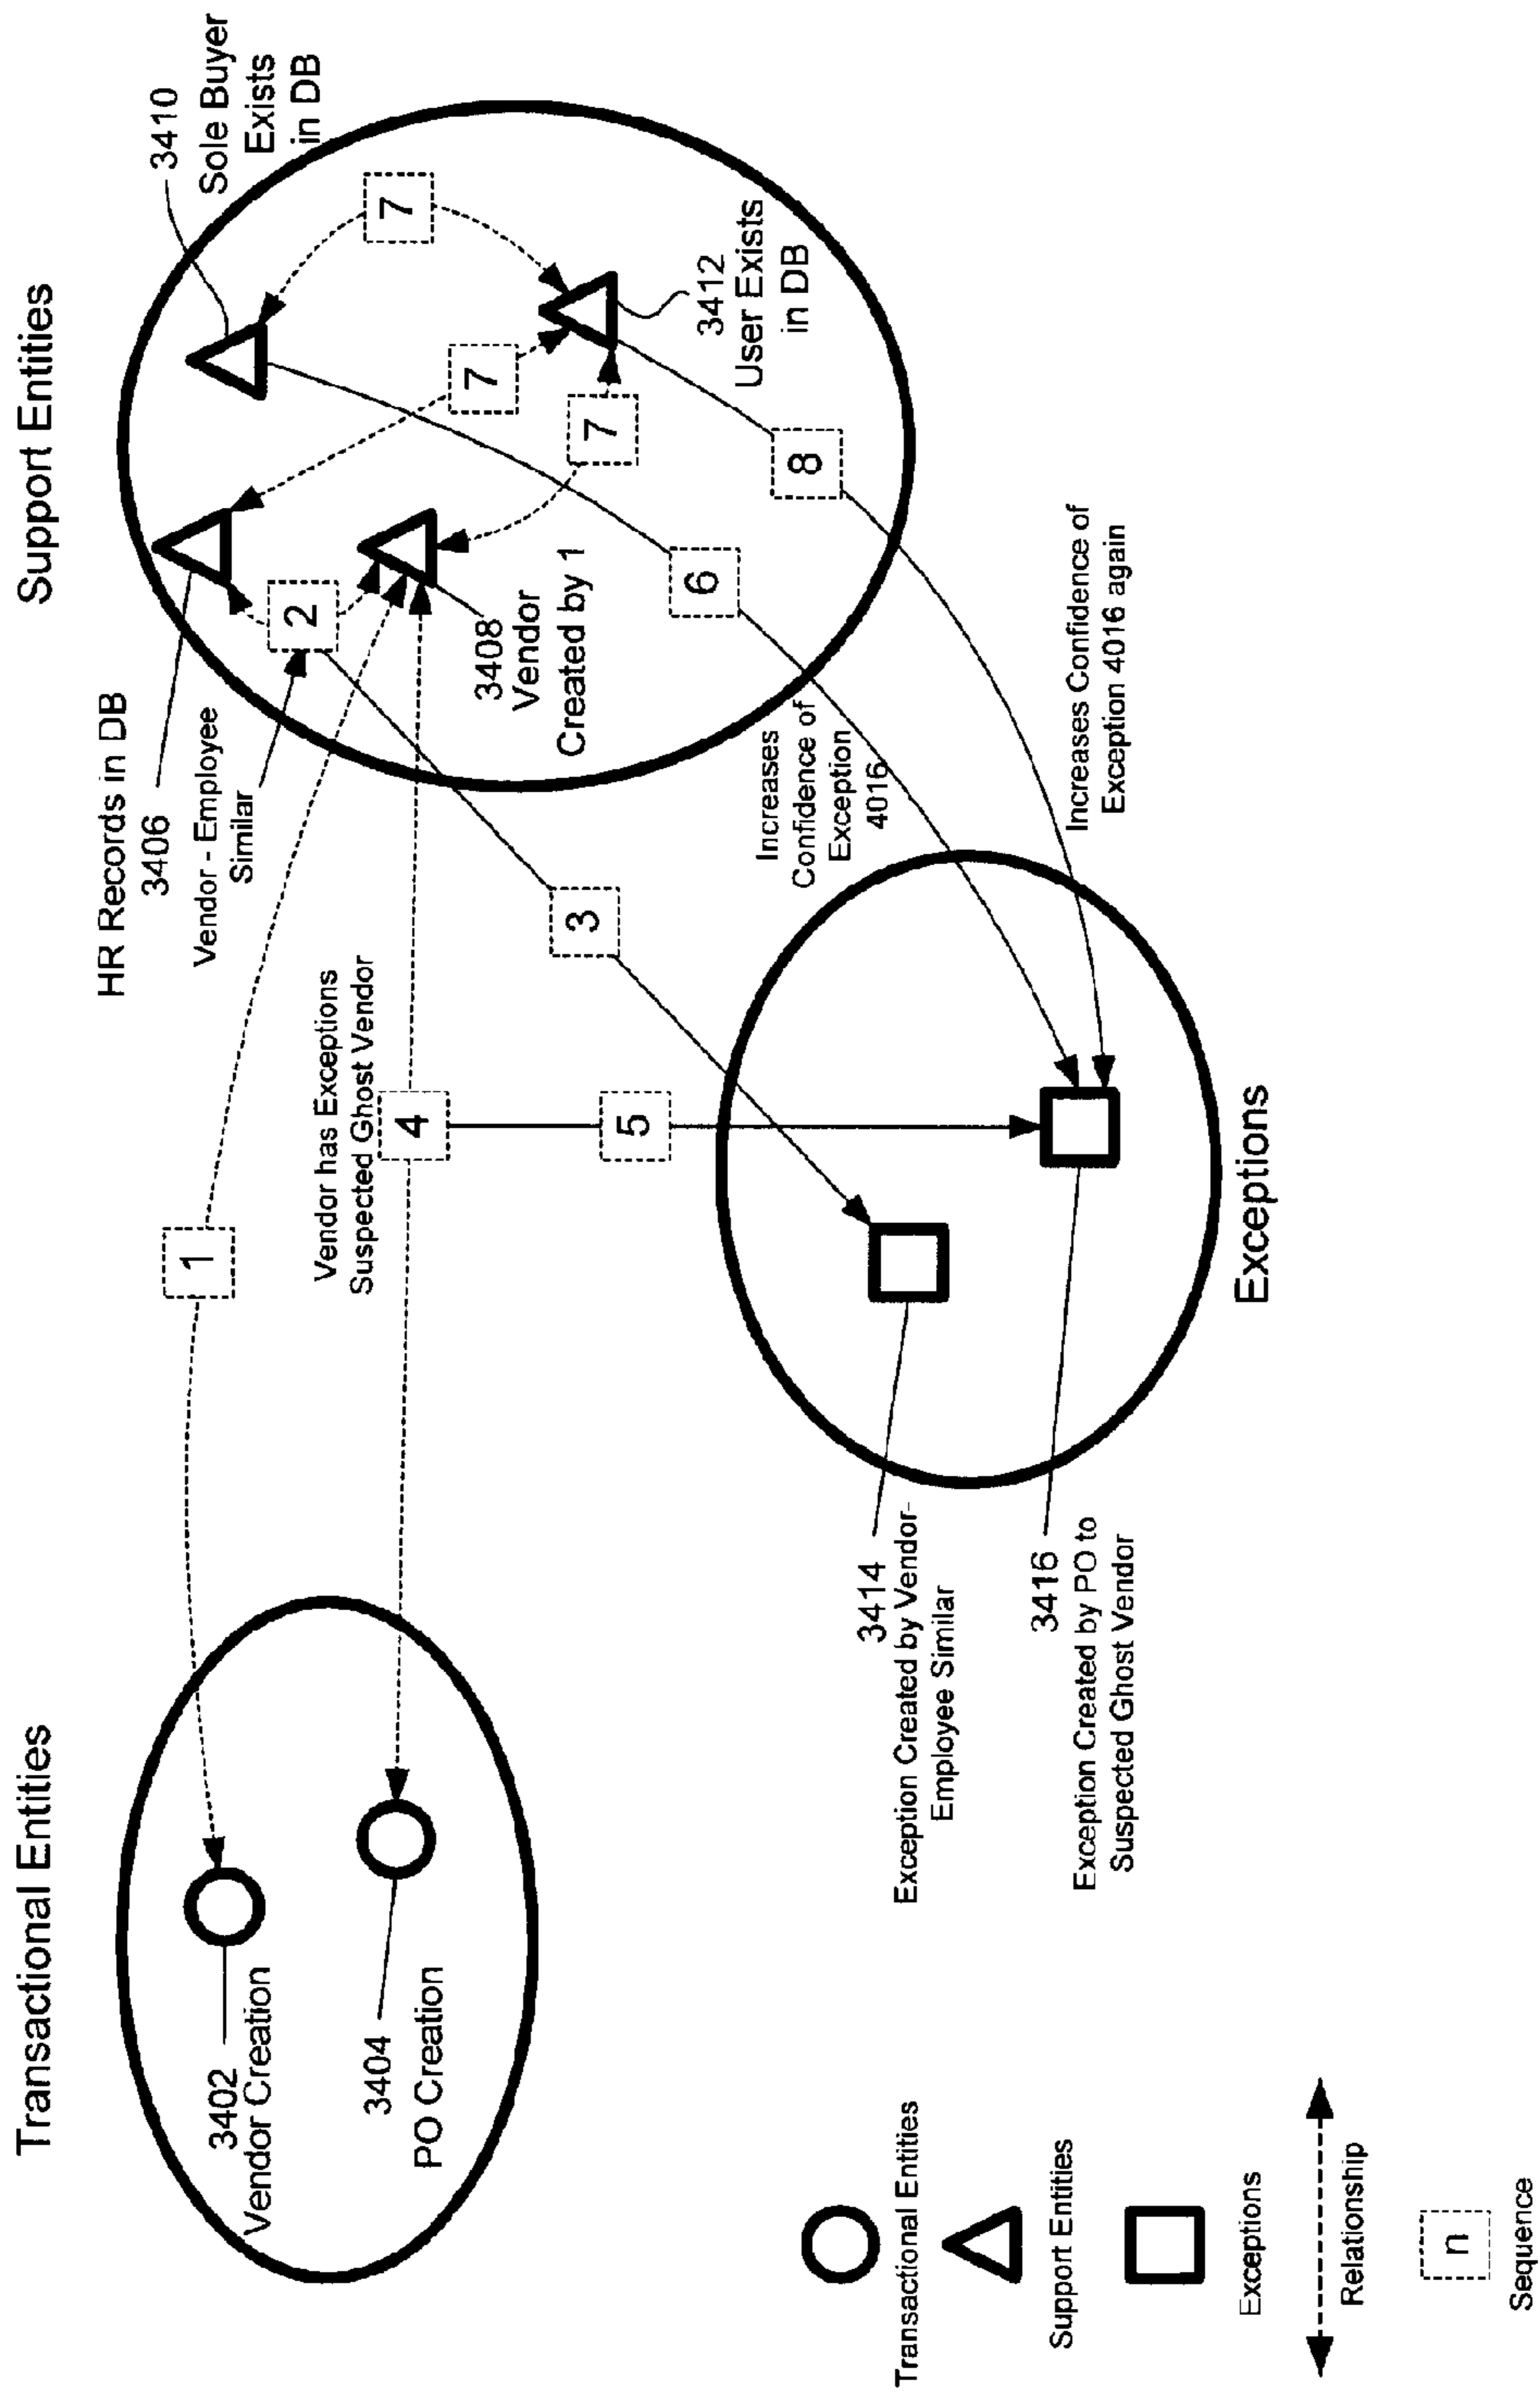 Transactional Entities
Support Entities
3402
Vendor Creation
3404
PO Creation
1
HR Records in DB
3406
Vendor - Employee
Similar
2
3410
Sole Buyer
Exists
in DB
7
7
7
3412
User Exists
in DB
3408
Vendor
Created by 1
Vendor has Exceptions
Suspected Ghost Vendor
4
5
3
6
8
Increases
Confidence of
Exception
4016
Increases Confidence of
Exception 4016 again
3414
Exception Created by Vendor-
Employee Similar
3416
Exception Created by PO to
Suspected Ghost Vendor
Exceptions
Transactional Entities
Support Entities
Exceptions
Relationship
n
Sequence